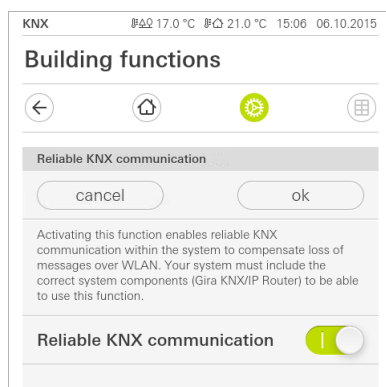 KNX 17.0 °C 21.0 °C 15:06 06.10.2015
Building functions
Reliable KNX communication
cancel ok
Activating this function enables reliable KNX
communication within the system to compensate loss of
messages over WLAN. Your system must include the
correct system components (Gira KNX/IP Router) to be able
to use this function.
Reliable KNX communication